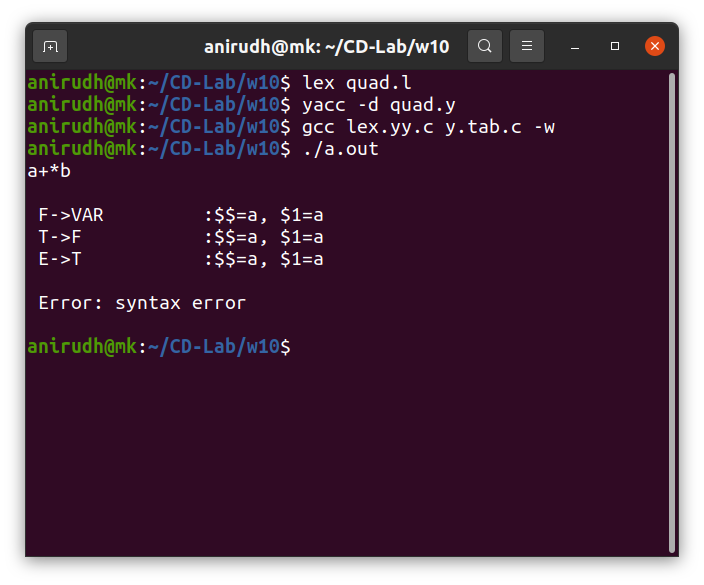 anirudh@mk: ~/CD-Lab/w10
anirudh@mk:~/CD-Lab/w10$ lex quad.l
anirudh@mk:~/CD-Lab/w10$ yacc -d quad.y
anirudh@mk:~/CD-Lab/w10$ gcc lex.yy.c y.tab.c -w
anirudh@mk:~/CD-Lab/w10$ ./a.out
a+*b
F->VAR :$$=a, $1=a
T->F :$$=a, $1=a
E->T :$$=a, $1=a
Error: syntax error
anirudh@mk:~/CD-Lab/w10$